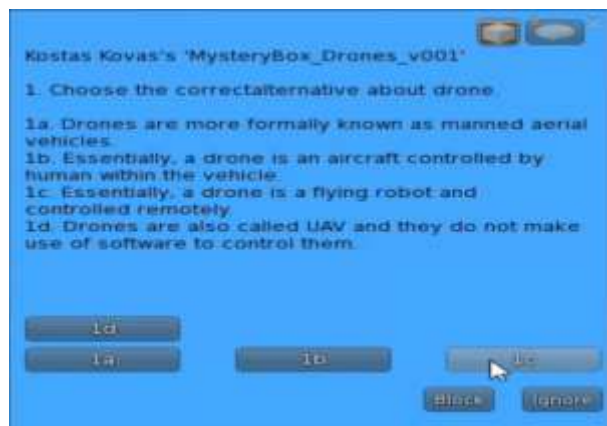 Kostas Kovas's 'MysteryBox_Drones_v001'
1. Choose the correctalternative about drone.
1a. Drones are more formally known as manned aerial
vehicles.
1b. Essentially, a drone is an aircraft controlled by
human within the vehicle.
1c. Essentially, a drone is a flying robot and
controlled remotely
1d. Drones are also called UAV and they do not make
use of software to control them.
1d
1a 1b 1c
Block Ignore